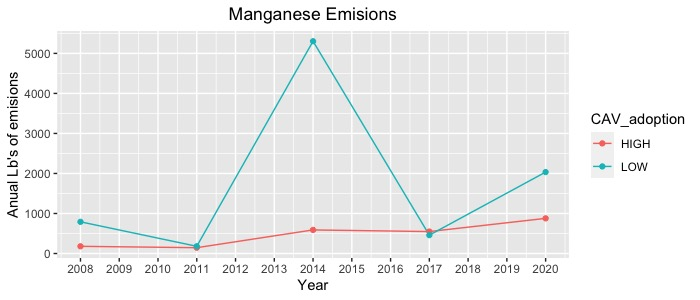 Manganese Emisions
Anual Lb's of emisions
5000
4000
3000
2000
1000
0
2008 2009 2010 2011 2012 2013 2014 2015 2016 2017 2018 2019 2020
Year
CAV_adoption
HIGH
LOW